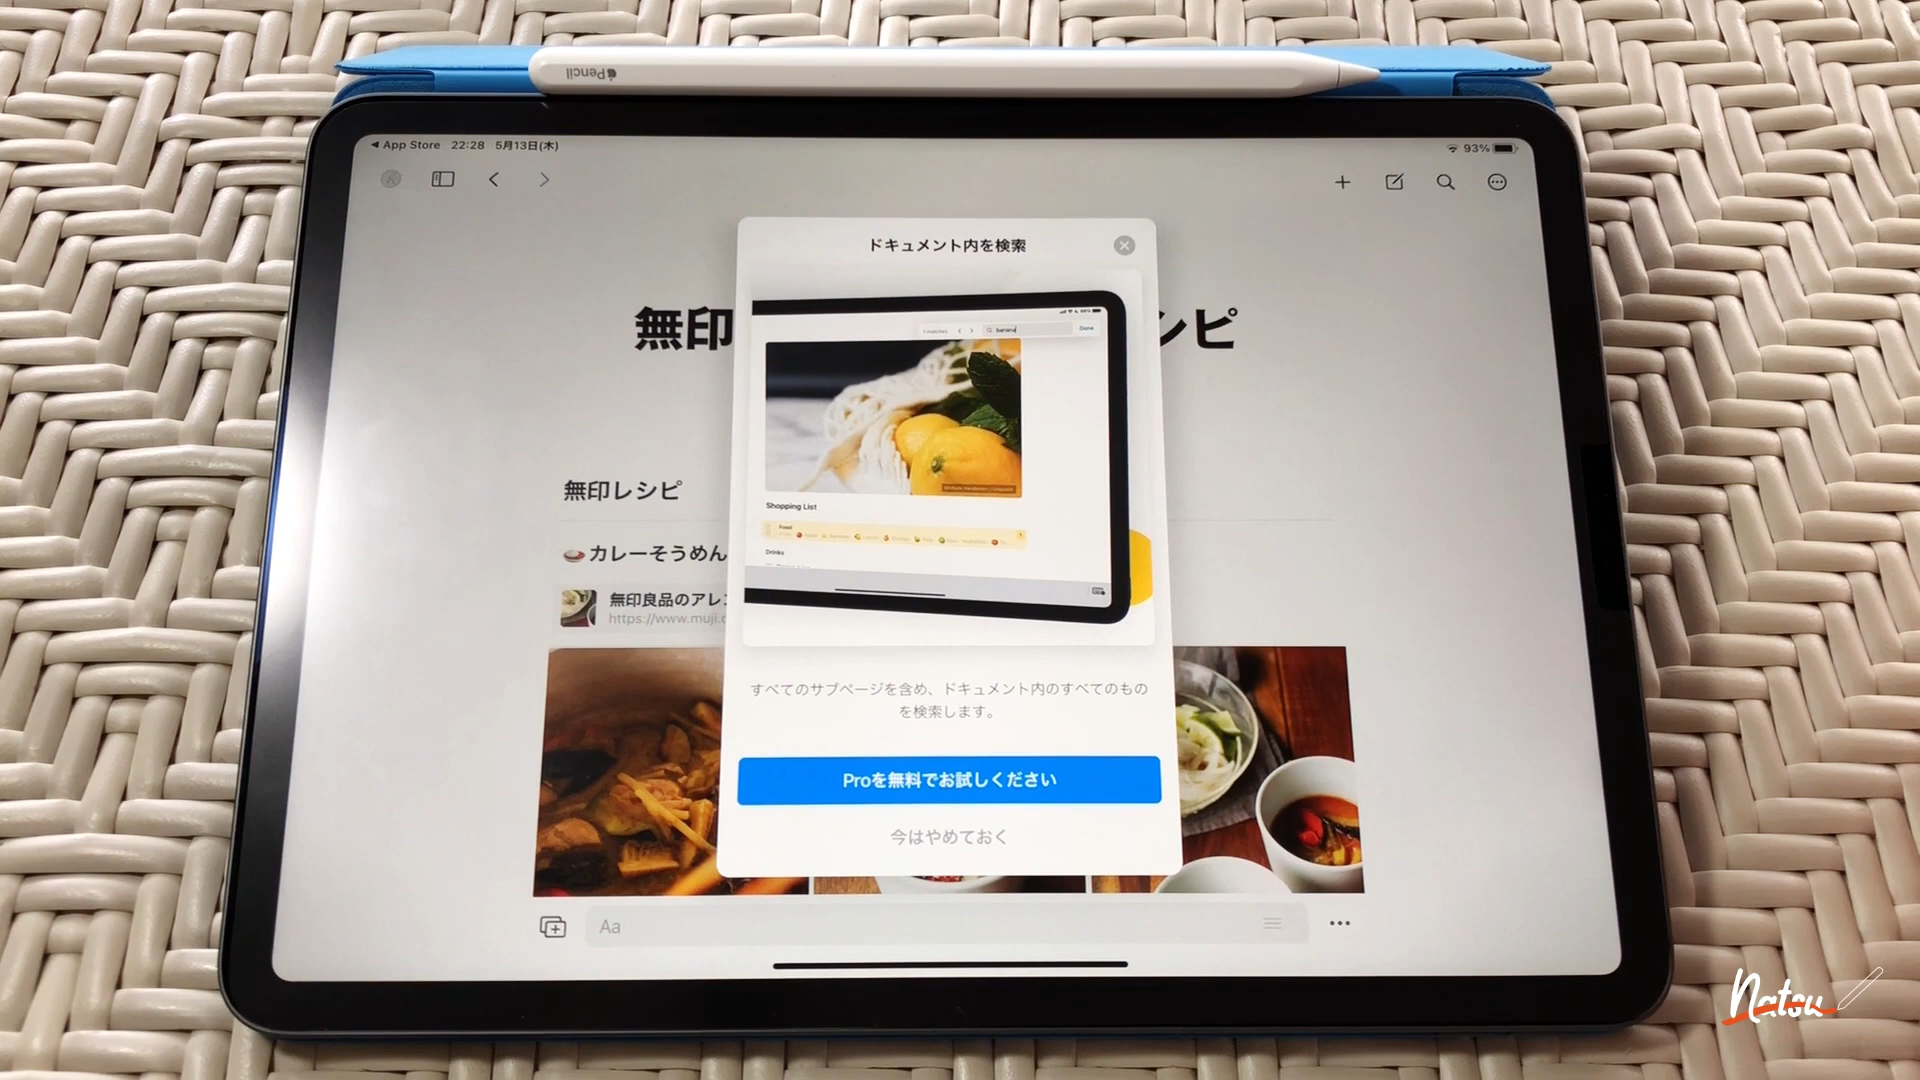 Pencil
App Store 22:28 5月13日(木)
93%
ドキュメント内を検索
無印
レシピ
banana
Done
Shopping List
Food
Drinks
無印レシピ
カレーそうめん
無印良品のアレ
https://www.muji.c
すべてのサブページを含め、ドキュメント内のすべてのもの
を検索します。
Proを無料でお試しください
今はやめておく
Aa
Natsu